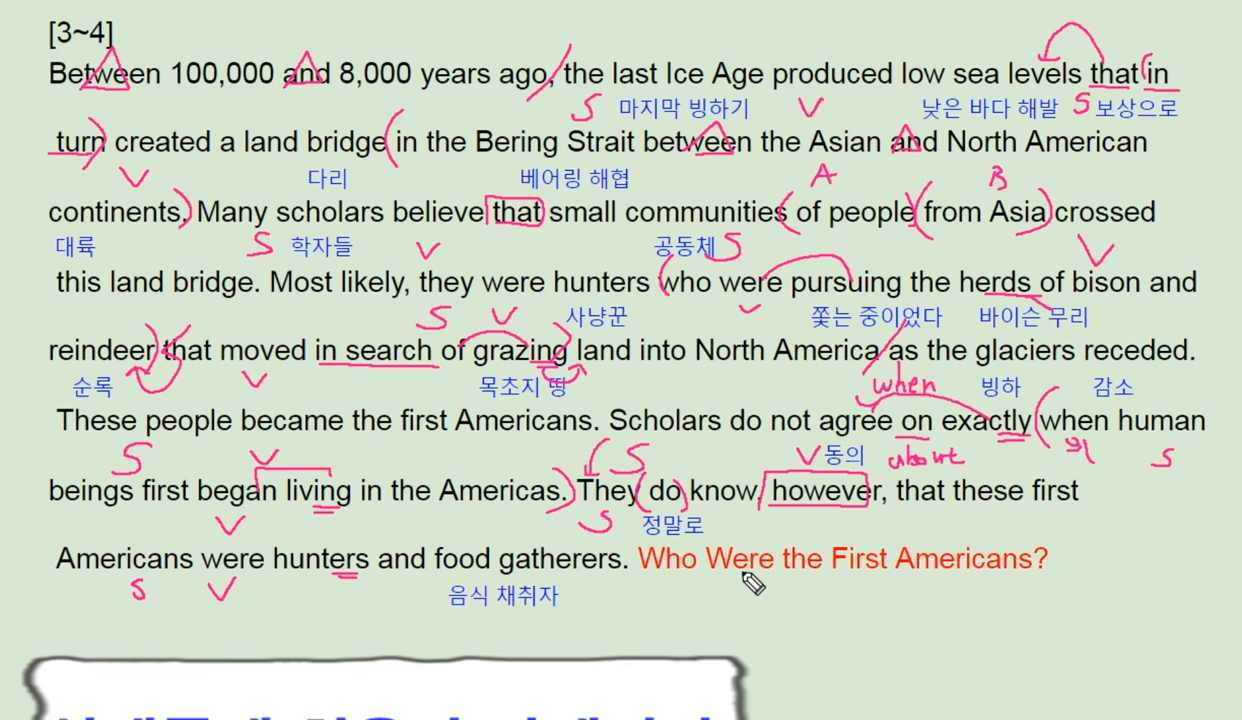 [3~4]
Between 100,000 and 8,000 years ago, the last Ice Age produced low sea levels that in
S 마지막 빙하기 V 낮은 바다 해발 S 보상으로
turn created a land bridge in the Bering Strait between the Asian and North American
V 다리 베어링 해협 A B
continents, Many scholars believe that small communities of people from Asia crossed
대륙 S 학자들 V 공동체 S V
this land bridge. Most likely, they were hunters who were pursuing the herds of bison and
S V 사냥꾼 쫓는 중이었다 바이슨 무리
reindeer that moved in search of grazing land into North America as the glaciers receded.
순록 V 목초지 땅 when 빙하 감소
These people became the first Americans. Scholars do not agree on exactly when human
S V S V 동의 about S
beings first began living in the Americas. They do know, however, that these first
V S 정말로
Americans were hunters and food gatherers. Who Were the First Americans?
S V 음식 채취자